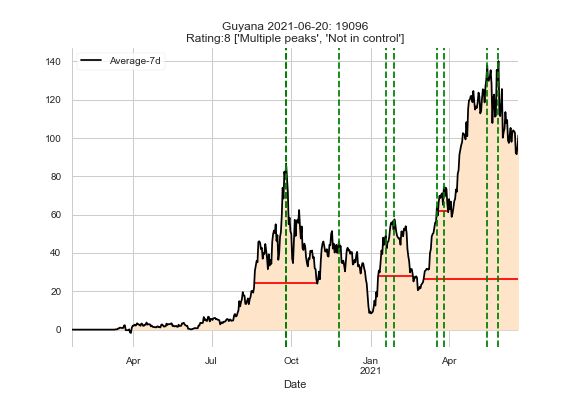 Guyana 2021-06-20: 19096
Rating:8 ['Multiple peaks', 'Not in control']
Average-7d
140
120
100
80
60
40
20
0
Apr Jul Oct Jan Apr
2021
Date